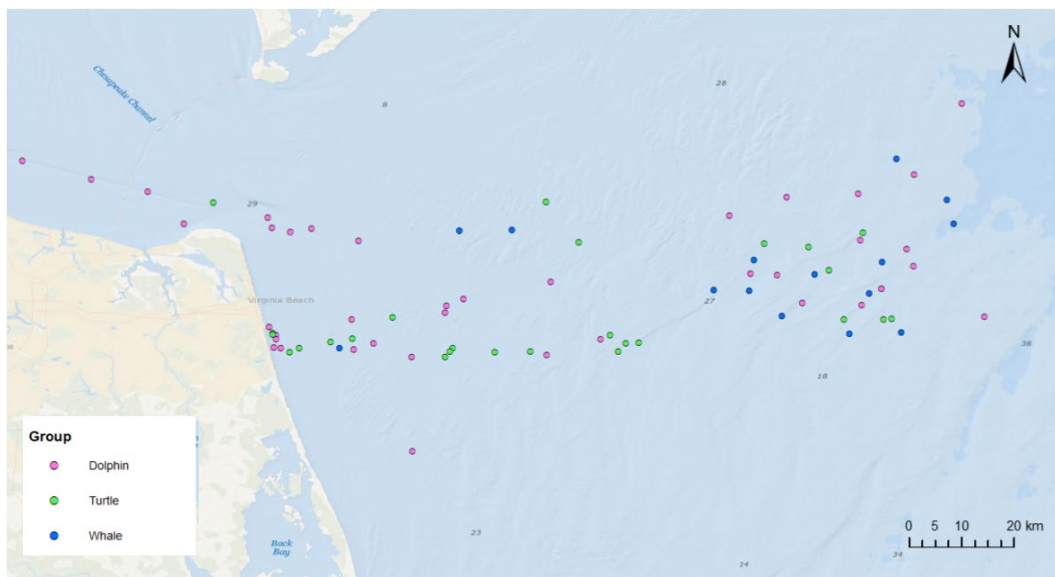 N
Chesapeake Channel
8
28
29
Virginia Beach
27
36
18
Group
Dolphin
Turtle
Whale
Back
Bay
23
14
34
0 5 10 20 km